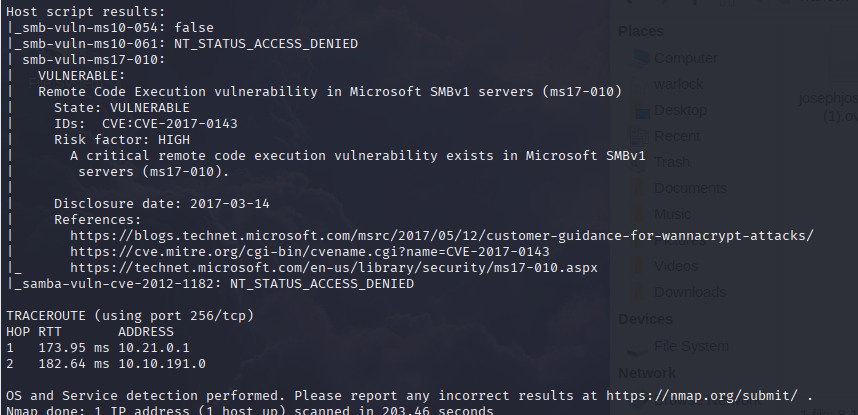 Host script results:
|_smb-vuln-ms10-054: false
|_smb-vuln-ms10-061: NT_STATUS_ACCESS_DENIED
| smb-vuln-ms17-010:
|   VULNERABLE:
|   Remote Code Execution vulnerability in Microsoft SMBv1 servers (ms17-010)
|     State: VULNERABLE
|     IDs:  CVE:CVE-2017-0143
|     Risk factor: HIGH
|       A critical remote code execution vulnerability exists in Microsoft SMBv1
|        servers (ms17-010).
|
|     Disclosure date: 2017-03-14
|     References:
|       https://blogs.technet.microsoft.com/msrc/2017/05/12/customer-guidance-for-wannacrypt-attacks/
|       https://cve.mitre.org/cgi-bin/cvename.cgi?name=CVE-2017-0143
|_      https://technet.microsoft.com/en-us/library/security/ms17-010.aspx
|_samba-vuln-cve-2012-1182: NT_STATUS_ACCESS_DENIED
TRACEROUTE (using port 256/tcp)
HOP RTT       ADDRESS
1   173.95 ms 10.21.0.1
2   182.64 ms 10.10.191.0
OS and Service detection performed. Please report any incorrect results at https://nmap.org/submit/ .
Nmap done: 1 IP address (1 host up) scanned in 203.46 seconds
Places
Computer
warlock
Desktop
Recent
Trash
Documents
Music
Videos
Downloads
Devices
File System
Network
(1).ov